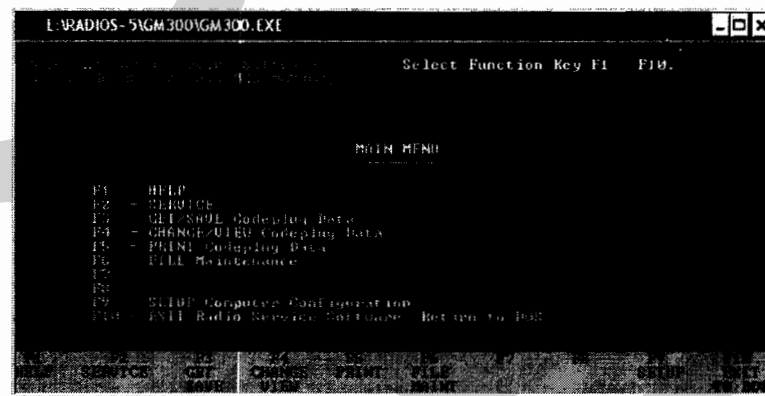 L:\RADIOS~5\GM300\GM300.EXE
Select Function Key F1 F10.
MAIN MENU
F1 HELP
F2 - SERVICE
F3 - GET/SAVE Codeplug Data
F4 - CHANGE/VIEW Codeplug Data
F5 - PRINT Codeplug Data
F6 - FILE Maintenance
F7
F8
F9 SETUP Computer Configuration
F10 - EXIT Radio Service Software Return to DOS
HELP SERVICE GET CHANGE PRINT FILE SETUP EXIT
SAVE VIEW MAINT